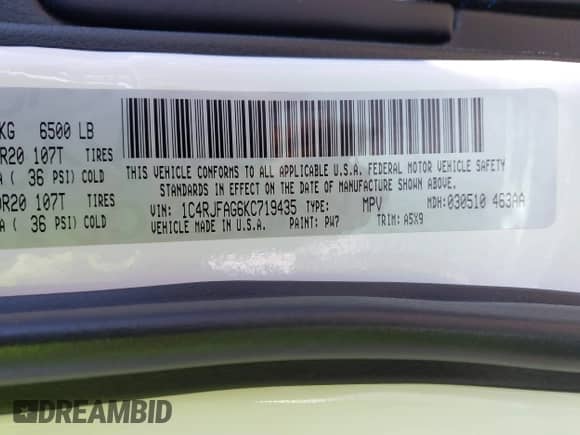 KG 6500 LB
R20 107T TIRES
A ( 36 PSI) COLD
R20 107T TIRES
A ( 36 PSI) COLD
THIS VEHICLE CONFORMS TO ALL APPLICABLE U.S.A. FEDERAL MOTOR VEHICLE SAFETY
STANDARDS IN EFFECT ON THE DATE OF MANUFACTURE SHOWN ABOVE.
VIN: 1C4RJFAG6KC719435 TYPE: MPV MDH:030510 463AA
VEHICLE MADE IN U.S.A. PAINT: PW7 TRIM: A5X9
DREAMBID